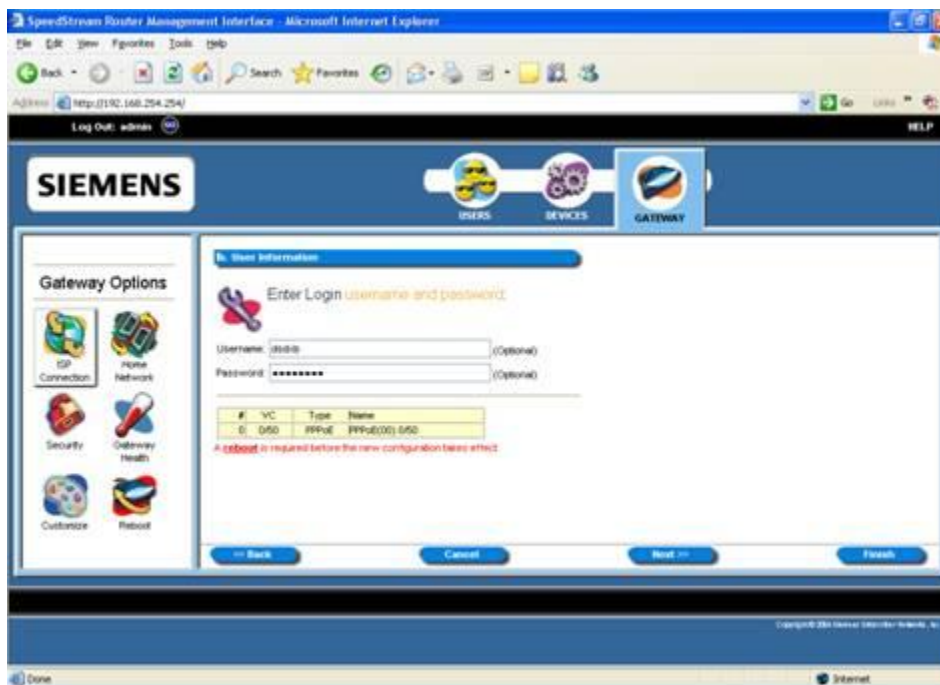 SpeedStream Router Management Interface - Microsoft Internet Explorer
File Edit View Favorites Tools Help
Back Search Favorites
Address http://192.168.254.254/ Go Links
Log Out: admin HELP
SIEMENS
USERS DEVICES GATEWAY
Gateway Options
ISP Connection
Home Network
Security
Gateway Health
Customize
Reboot
User Information
Enter Login username and password:
Username: (Optional)
Password: •••••••• (Optional)
# VC Type Name
0 0/50 PPPoE PPPoE(00) 0/50
A reboot is required before the new configuration takes effect
<< Back Cancel Next >> Finish
Copyright©
Done Internet